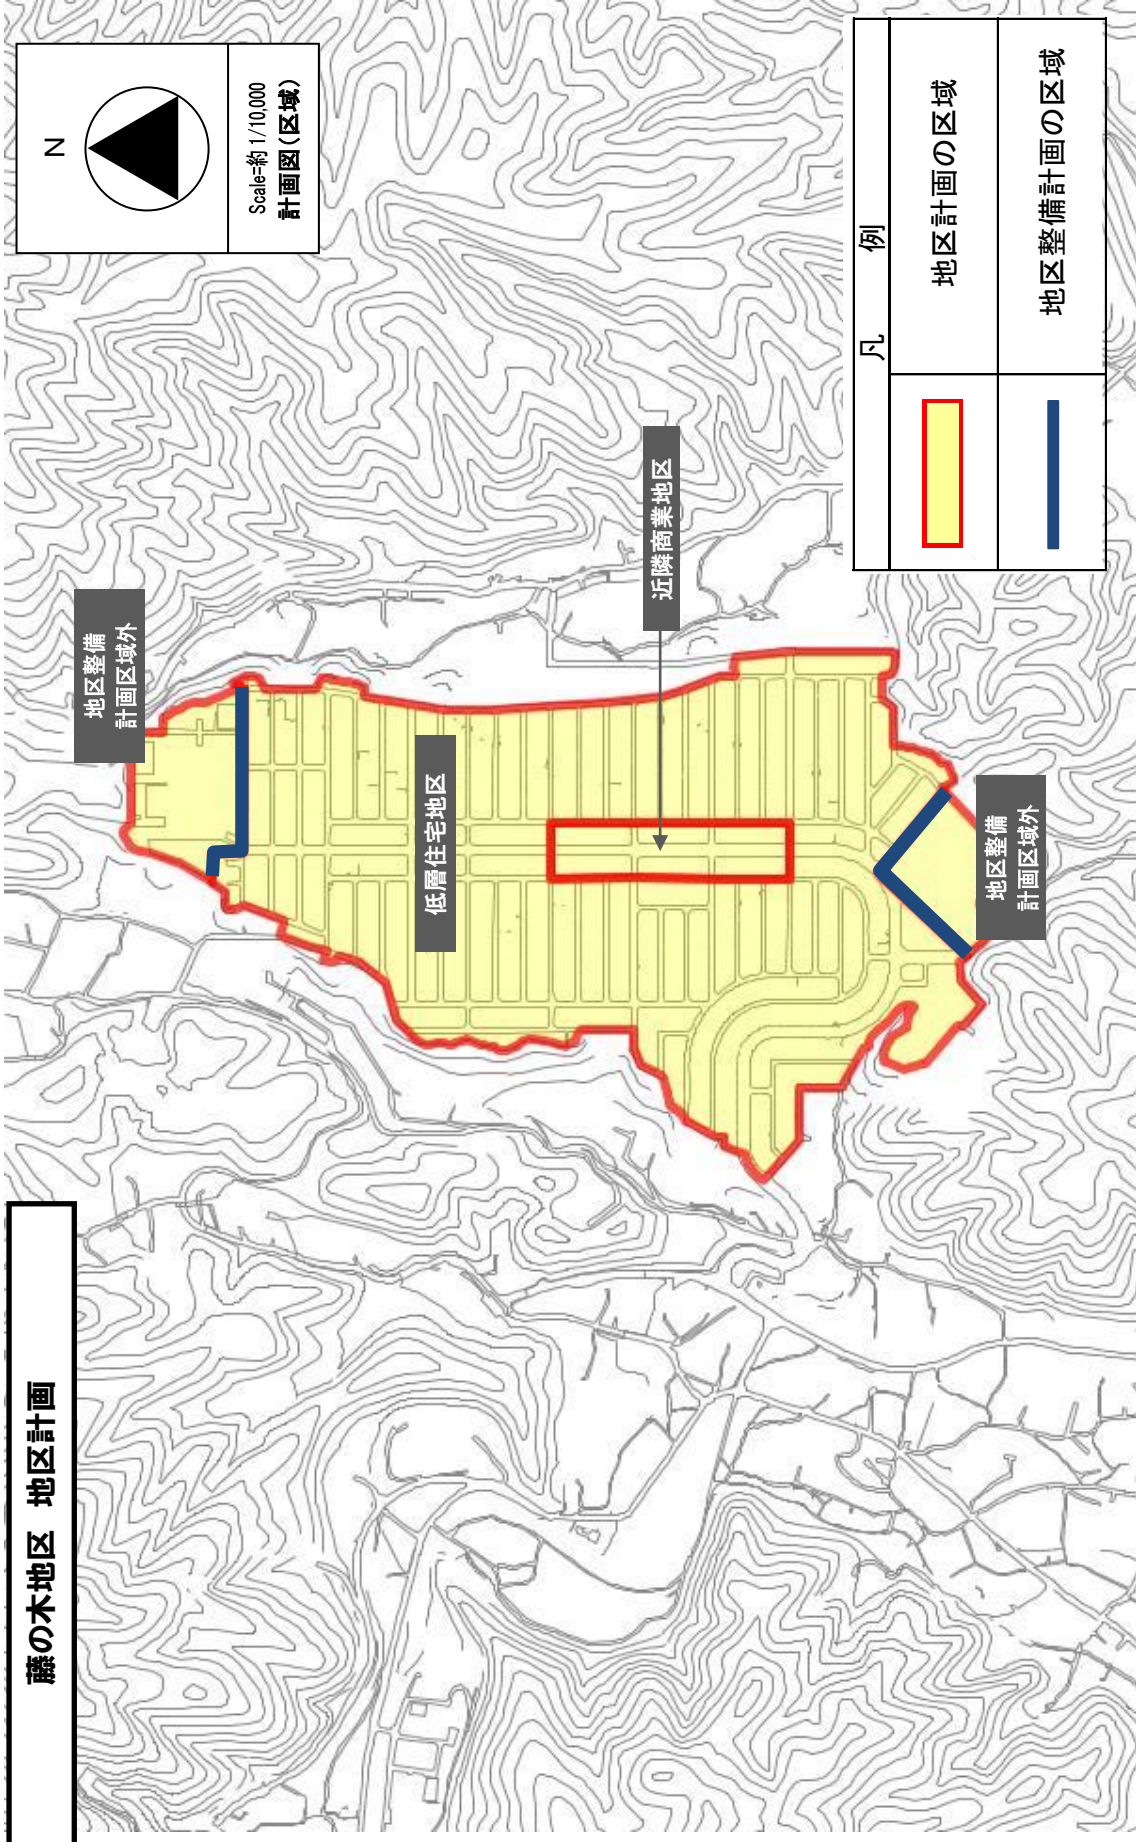 藤の木地区　地区計画
N
Scale=約 1/10,000
計画図(区域)
地区整備
計画区域外
低層住宅地区
近隣商業地区
地区整備
計画区域外
凡　例
地区計画の区域
地区整備計画の区域